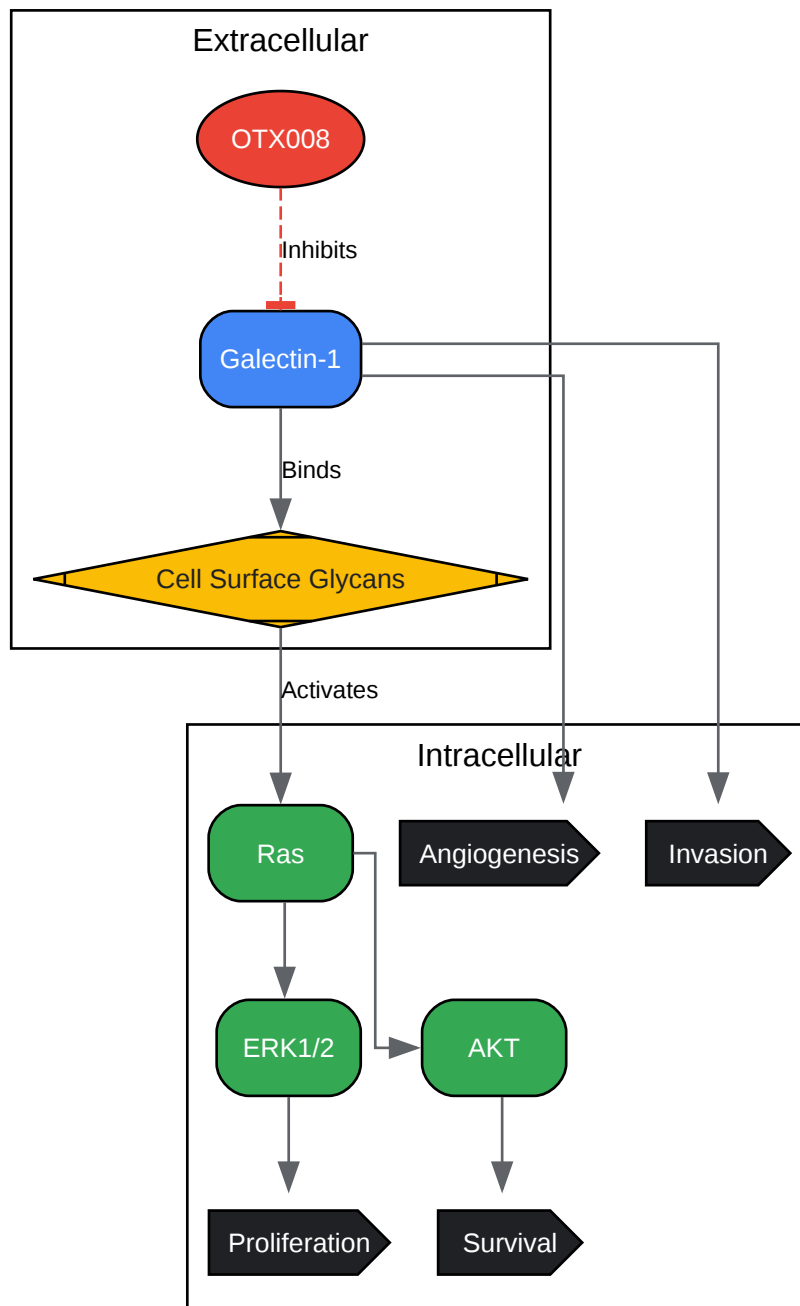 Extracellular
OTX008
Inhibits
Galectin-1
Binds
Cell Surface Glycans
Activates
Intracellular
Ras
Angiogenesis
Invasion
ERK1/2
AKT
Proliferation
Survival